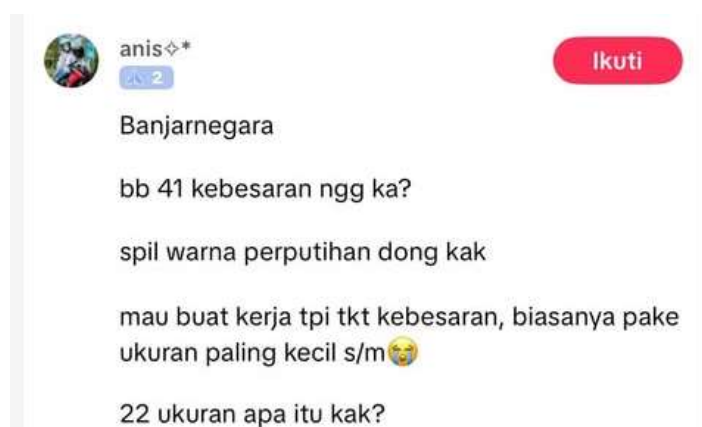 anis✧*
2
Ikuti
Banjarnegara
bb 41 kebesaran ngg ka?
spil warna perputihan dong kak
mau buat kerja tpi tkt kebesaran, biasanya pake
ukuran paling kecil s/m😭
22 ukuran apa itu kak?